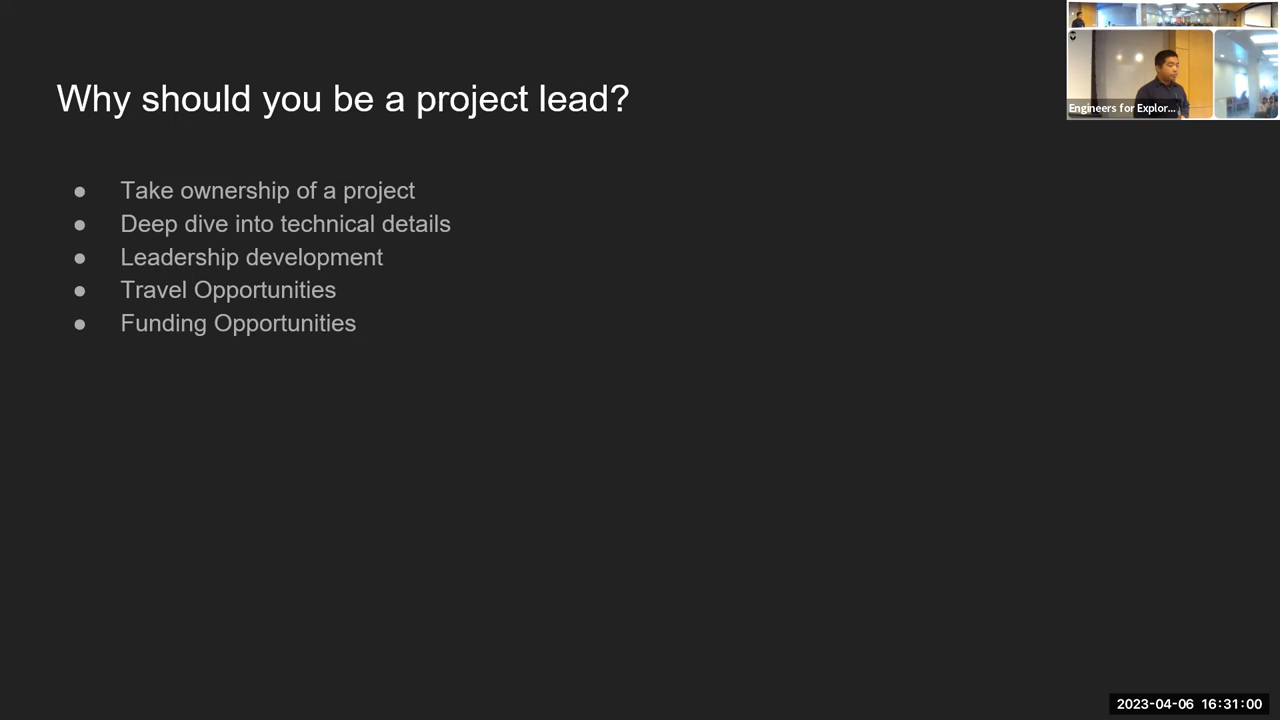 Why should you be a project lead?
● Take ownership of a project
● Deep dive into technical details
● Leadership development
● Travel Opportunities
● Funding Opportunities
Engineers for Explor...
2023-04-06 16:31:00